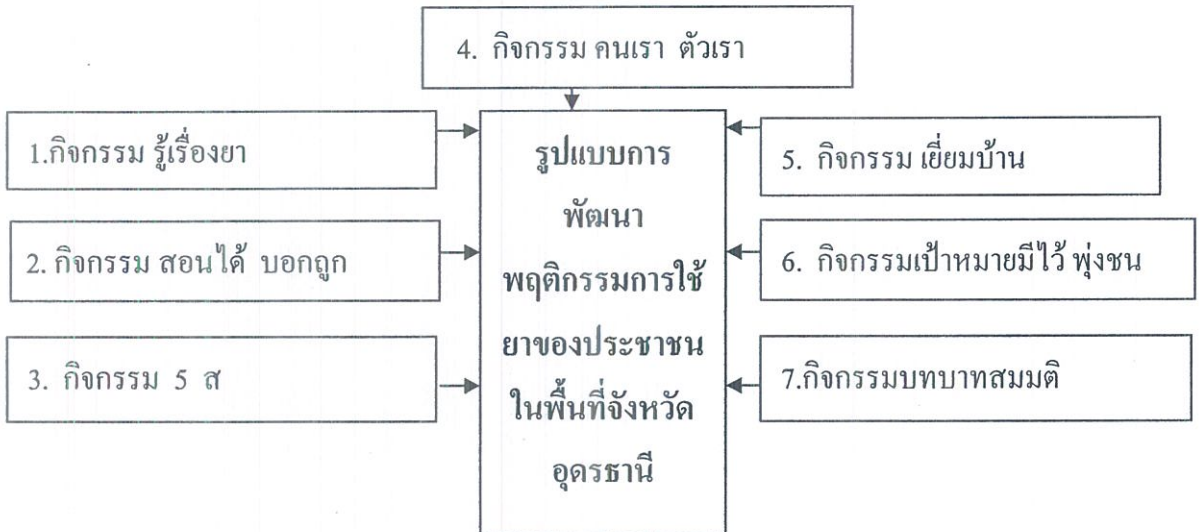 4. กิจกรรม คนเรา ตัวเรา
1.กิจกรรม รู้เรื่องยา
2. กิจกรรม สอนได้ บอกถูก
3. กิจกรรม 5 ส
รูปแบบการ
พัฒนา
พฤติกรรมการใช้
ยาของประชาชน
ในพื้นที่จังหวัด
อุดรธานี
5. กิจกรรม เยี่ยมบ้าน
6. กิจกรรมเป้าหมายมีไว้ พุ่งชน
7.กิจกรรมบทบาทสมมติ